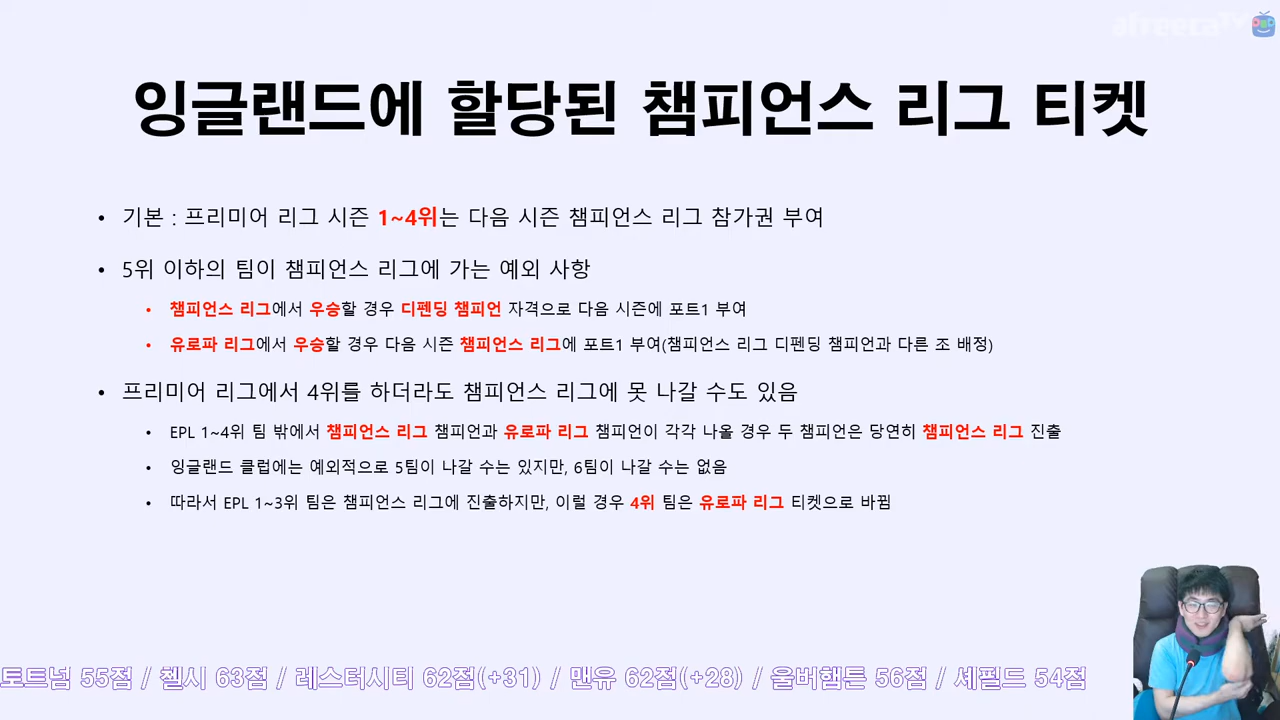 afreecaTV
잉글랜드에 할당된 챔피언스 리그 티켓
• 기본 : 프리미어 리그 시즌 1~4위는 다음 시즌 챔피언스 리그 참가권 부여
• 5위 이하의 팀이 챔피언스 리그에 가는 예외 사항
• 챔피언스 리그에서 우승할 경우 디펜딩 챔피언 자격으로 다음 시즌에 포트1 부여
• 유로파 리그에서 우승할 경우 다음 시즌 챔피언스 리그에 포트1 부여(챔피언스 리그 디펜딩 챔피언과 다른 조 배정)
• 프리미어 리그에서 4위를 하더라도 챔피언스 리그에 못 나갈 수도 있음
• EPL 1~4위 팀 밖에서 챔피언스 리그 챔피언과 유로파 리그 챔피언이 각각 나올 경우 두 챔피언은 당연히 챔피언스 리그 진출
• 잉글랜드 클럽에는 예외적으로 5팀이 나갈 수는 있지만, 6팀이 나갈 수는 없음
• 따라서 EPL 1~3위 팀은 챔피언스 리그에 진출하지만, 이럴 경우 4위 팀은 유로파 리그 티켓으로 바뀜
토트넘 55점 / 첼시 63점 / 레스터시티 62점(+31) / 맨유 62점(+28) / 울버햄튼 56점 / 셰필드 54점